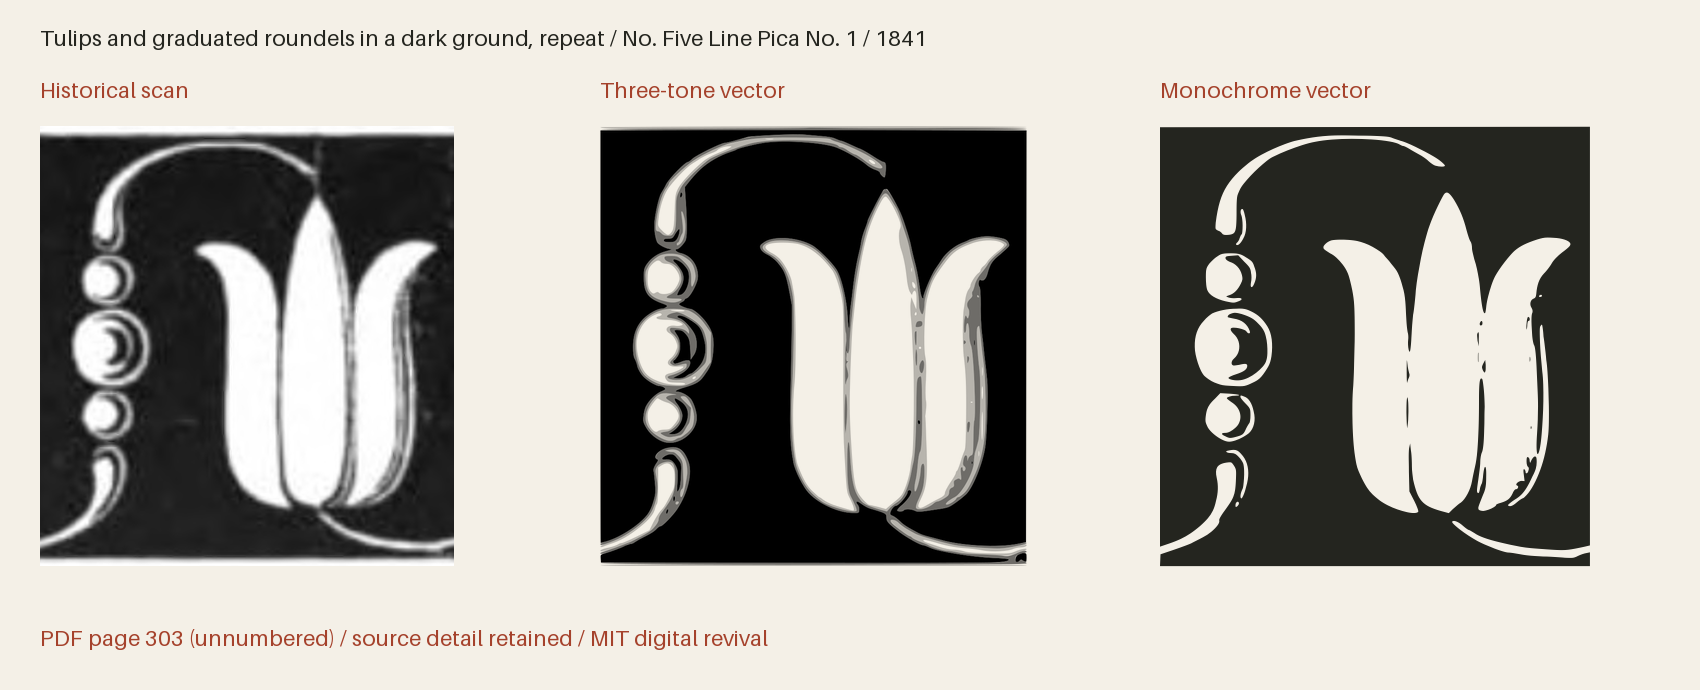 Tulips and graduated roundels in a dark ground, repeat / No. Five Line Pica No. 1 / 1841
Historical scan
Three-tone vector
Monochrome vector
PDF page 303 (unnumbered) / source detail retained / MIT digital revival